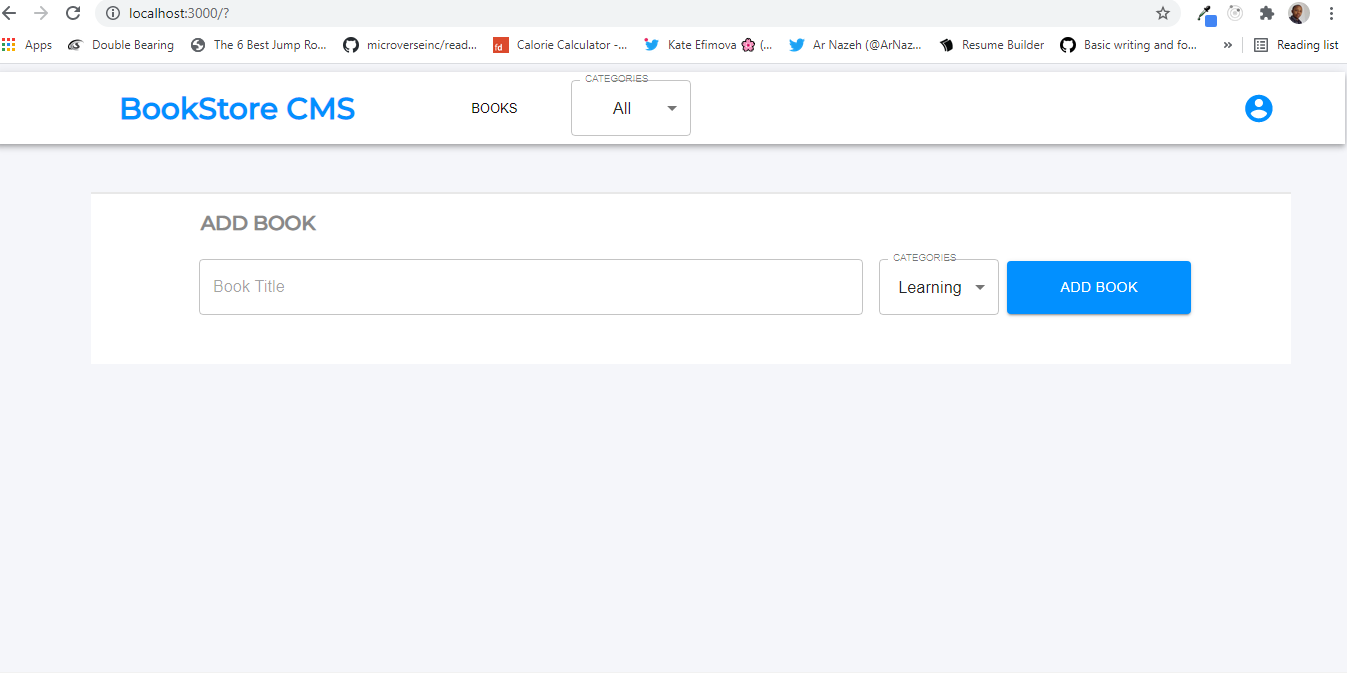 localhost:3000/?
Apps Double Bearing The 6 Best Jump Ro... microverseinc/read... fd Calorie Calculator -... Kate Efimova 🌸 (... Ar Nazeh (@ArNaz... Resume Builder Basic writing and fo... » Reading list
CATEGORIES
BookStore CMS BOOKS All
ADD BOOK
CATEGORIES
Book Title Learning ADD BOOK